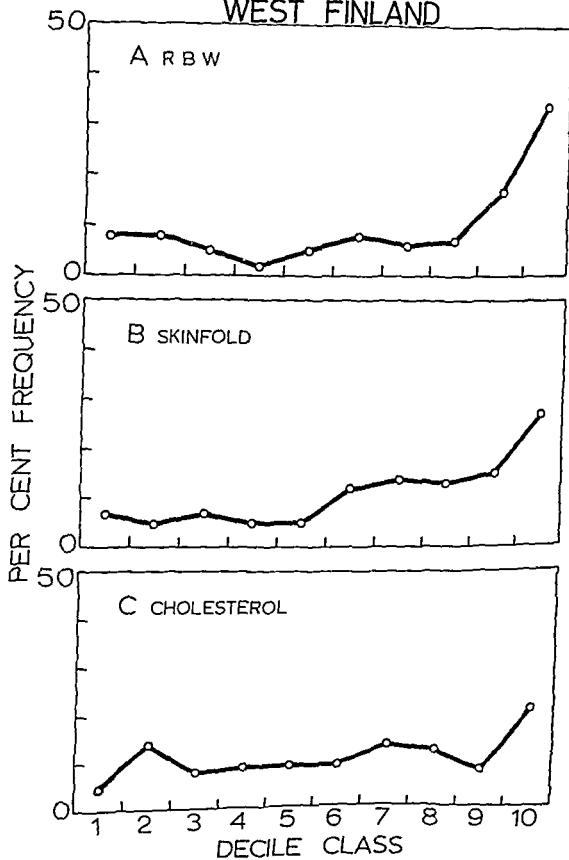 WEST FINLAND
50
A RBW
0
50
B SKINFOLD
0
50
C CHOLESTEROL
0
PER CENT FREQUENCY
1 2 3 4 5 6 7 8 9 10
DECILE CLASS